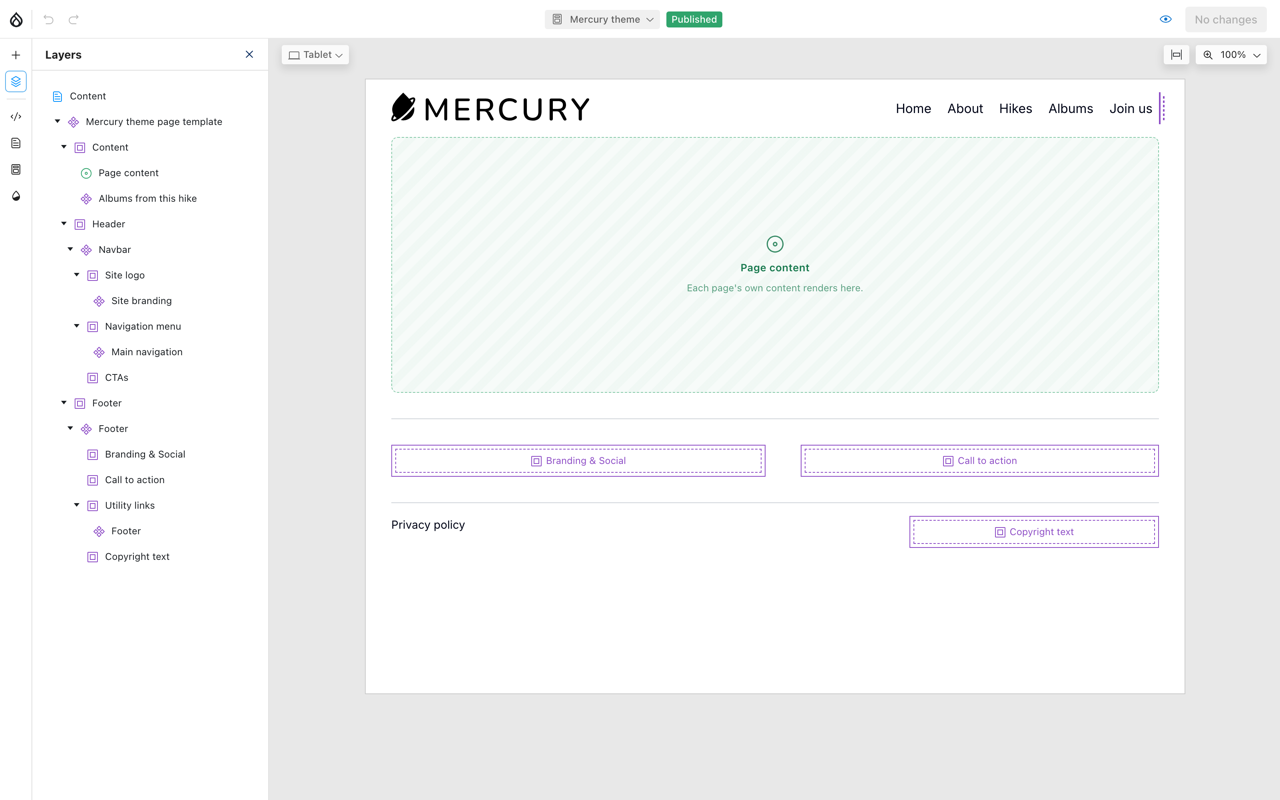 Mercury theme
Published
No changes
Layers
Tablet
100%
Content
Mercury theme page template
Content
Page content
Albums from this hike
Header
Navbar
Site logo
Site branding
Navigation menu
Main navigation
CTAs
Footer
Footer
Branding & Social
Call to action
Utility links
Footer
Copyright text
MERCURY
Home About Hikes Albums Join us
Page content
Each page's own content renders here.
Branding & Social
Call to action
Privacy policy
Copyright text